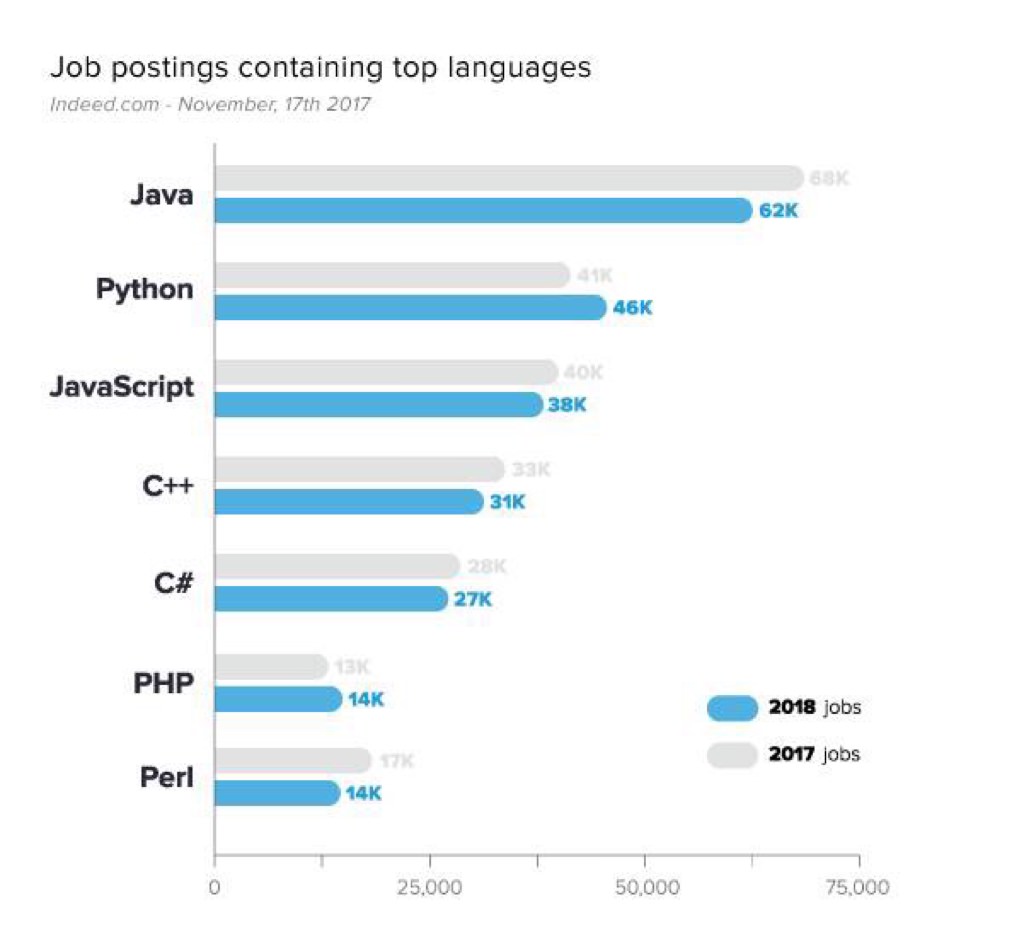 Job postings containing top languages
Indeed.com - November, 17th 2017
Java
68K
62K
Python
41K
46K
JavaScript
40K
38K
C++
33K
31K
C#
28K
27K
PHP
13K
14K
Perl
17K
14K
2018 jobs
2017 jobs
0 25,000 50,000 75,000